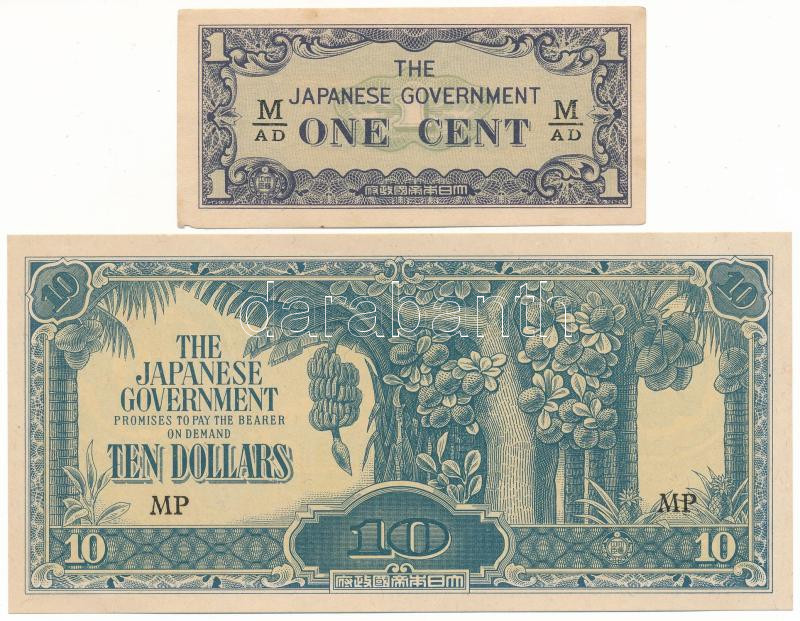 1 1
THE
JAPANESE GOVERNMENT
M/AD ONE CENT M/AD
1 1
府政國帝本日大
darabanth
10 10
THE
JAPANESE
GOVERNMENT
PROMISES TO PAY THE BEARER
ON DEMAND
TEN DOLLARS
MP MP
10 10 10
府政國帝本日大